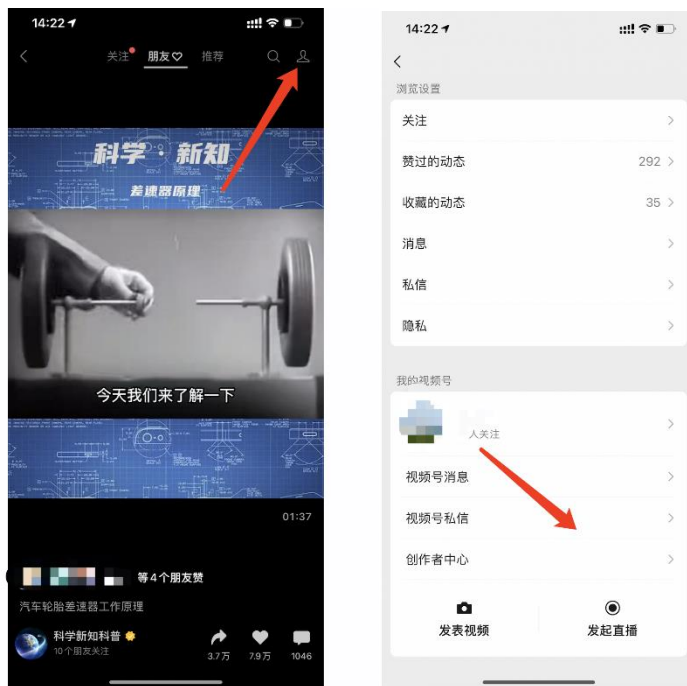 14:22
关注 朋友♡ 推荐
科学·新知
差速器原理
今天我们来了解一下
01:37
等4个朋友赞
汽车轮胎差速器工作原理
科学新知科普
10个朋友关注
3.7万 7.9万 1046
14:22
浏览设置
关注
赞过的动态 292
收藏的动态 35
消息
私信
隐私
我的视频号
人关注
视频号消息
视频号私信
创作者中心
发表视频 发起直播